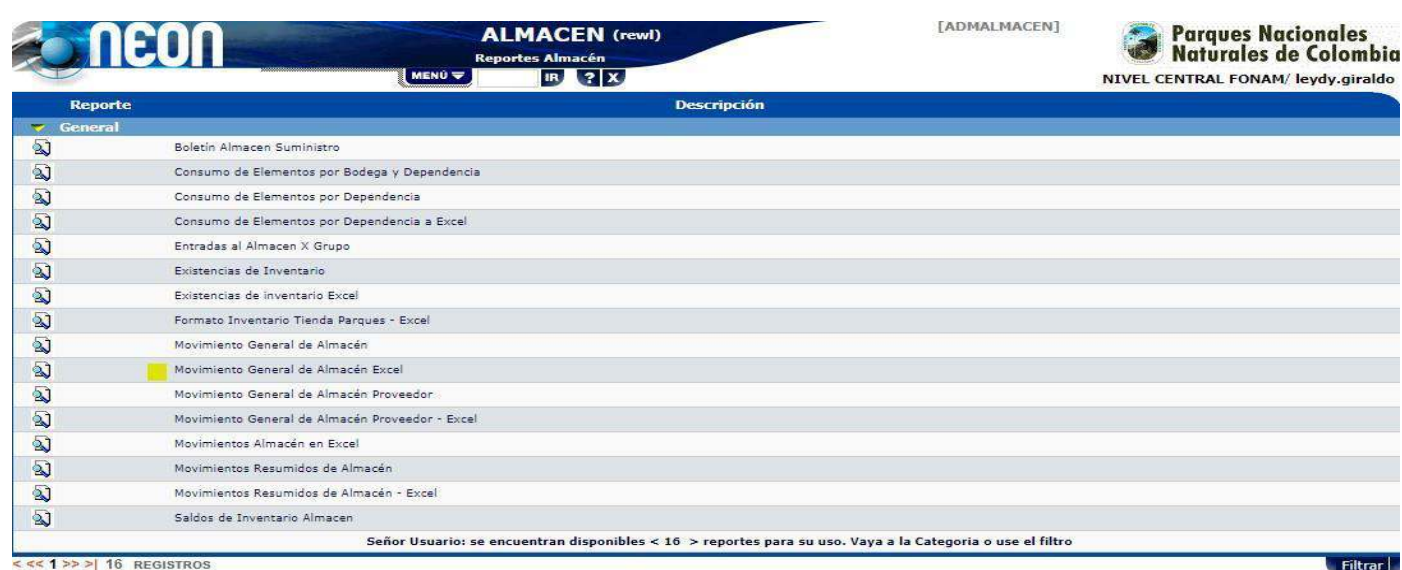 neon
ALMACEN (rewl)
[ADMALMACEN]
Parques Nacionales
Naturales de Colombia
Reportes Almacén
MENÚ IR ? X
NIVEL CENTRAL FONAM/ leydy.giraldo
Reporte Descripción
General
Boletín Almacen Suministro
Consumo de Elementos por Bodega y Dependencia
Consumo de Elementos por Dependencia
Consumo de Elementos por Dependencia a Excel
Entradas al Almacen X Grupo
Existencias de Inventario
Existencias de inventario Excel
Formato Inventario Tienda Parques - Excel
Movimiento General de Almacén
Movimiento General de Almacén Excel
Movimiento General de Almacén Proveedor
Movimiento General de Almacén Proveedor - Excel
Movimientos Almacén en Excel
Movimientos Resumidos de Almacén
Movimientos Resumidos de Almacén - Excel
Saldos de Inventario Almacen
Señor Usuario: se encuentran disponibles < 16 > reportes para su uso. Vaya a la Categoria o use el filtro
< << 1 >> >| 16 REGISTROS Filtrar